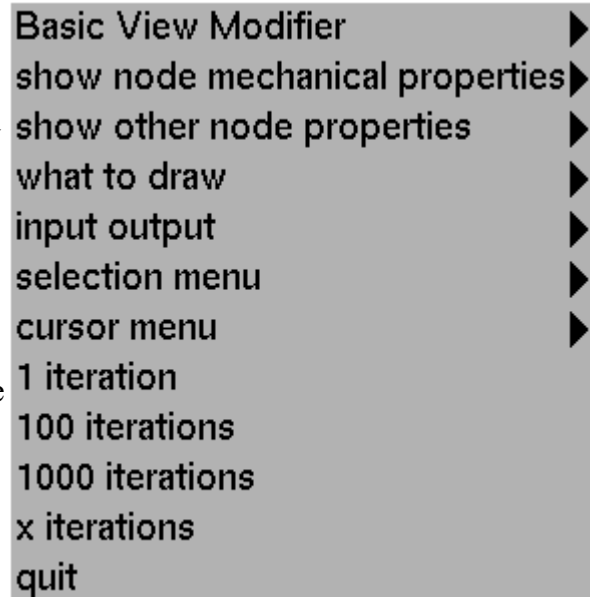 Basic View Modifier
show node mechanical properties
show other node properties
what to draw
input output
selection menu
cursor menu
1 iteration
e
100 iterations
1000 iterations
x iterations
quit